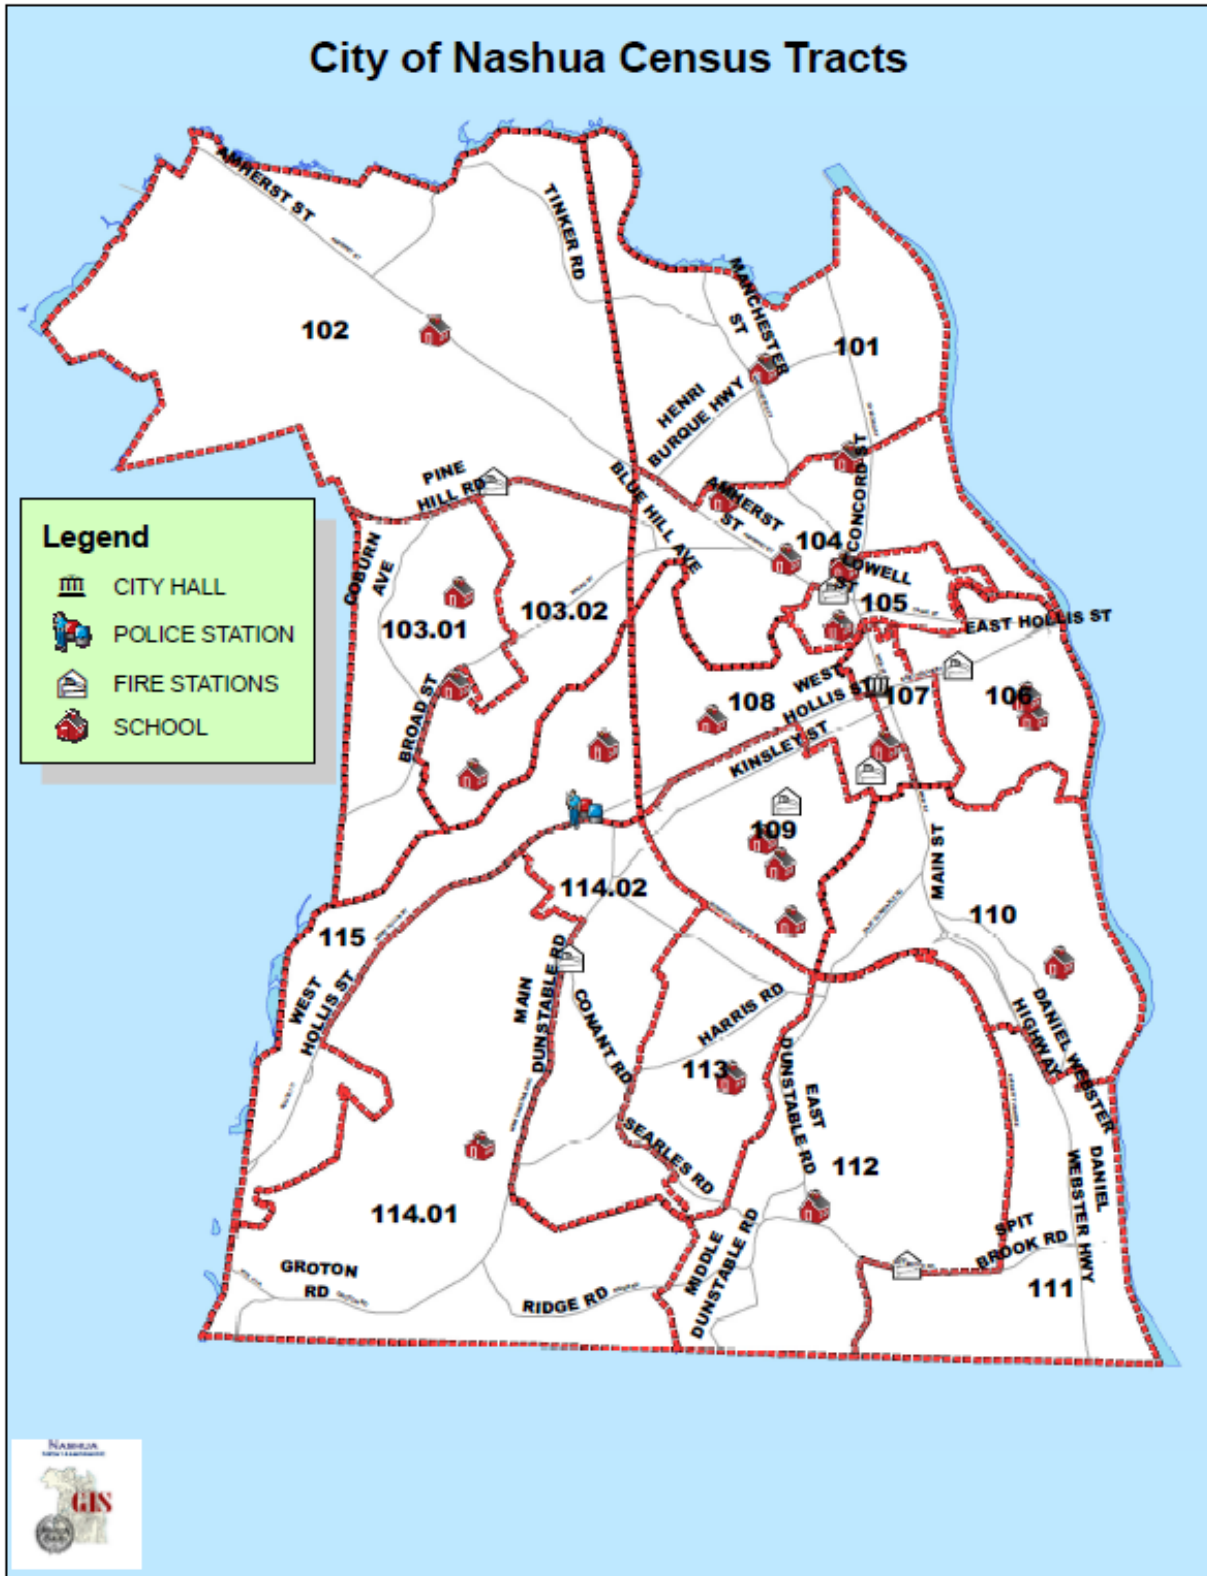 City of Nashua Census Tracts
AMHERST ST
TINKER RD
MANCHESTER
ST
102
101
HENRI
BURQUE HWY
PINE
HILL RD
BLUE HILL AVE
AMHERST
ST
CONCORD ST
104
LOWELL
ST
Legend
CITY HALL
POLICE STATION
FIRE STATIONS
SCHOOL
COBURN
AVE
103.01
103.02
105
EAST HOLLIS ST
BROAD ST
108
WEST
HOLLIS ST
107
106
KINSLEY ST
109
MAIN ST
114.02
110
115
WEST
HOLLIS ST
MAIN
DUNSTABLE RD
CONANT RD
HARRIS RD
DANIEL WEBSTER
HIGHWAY
113
EAST
DUNSTABLE RD
SEARLES RD
112
DANIEL
WEBSTER HWY
114.01
SPIT
BROOK RD
MIDDLE
DUNSTABLE RD
GROTON
RD
RIDGE RD
111
NASHUA
GIS